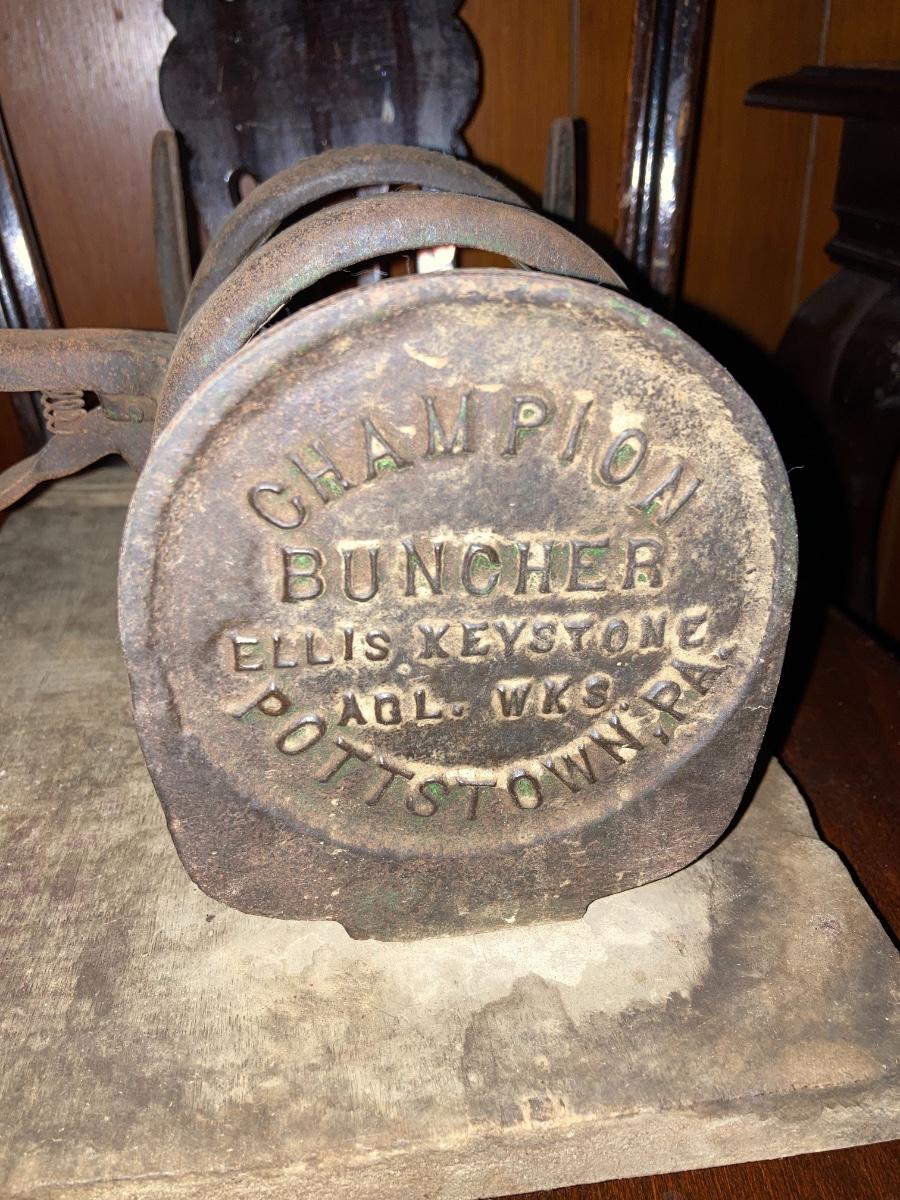 CHAMPION
BUNCHER
ELLIS KEYSTONE
AGL. WKS.
POTTSTOWN, PA.